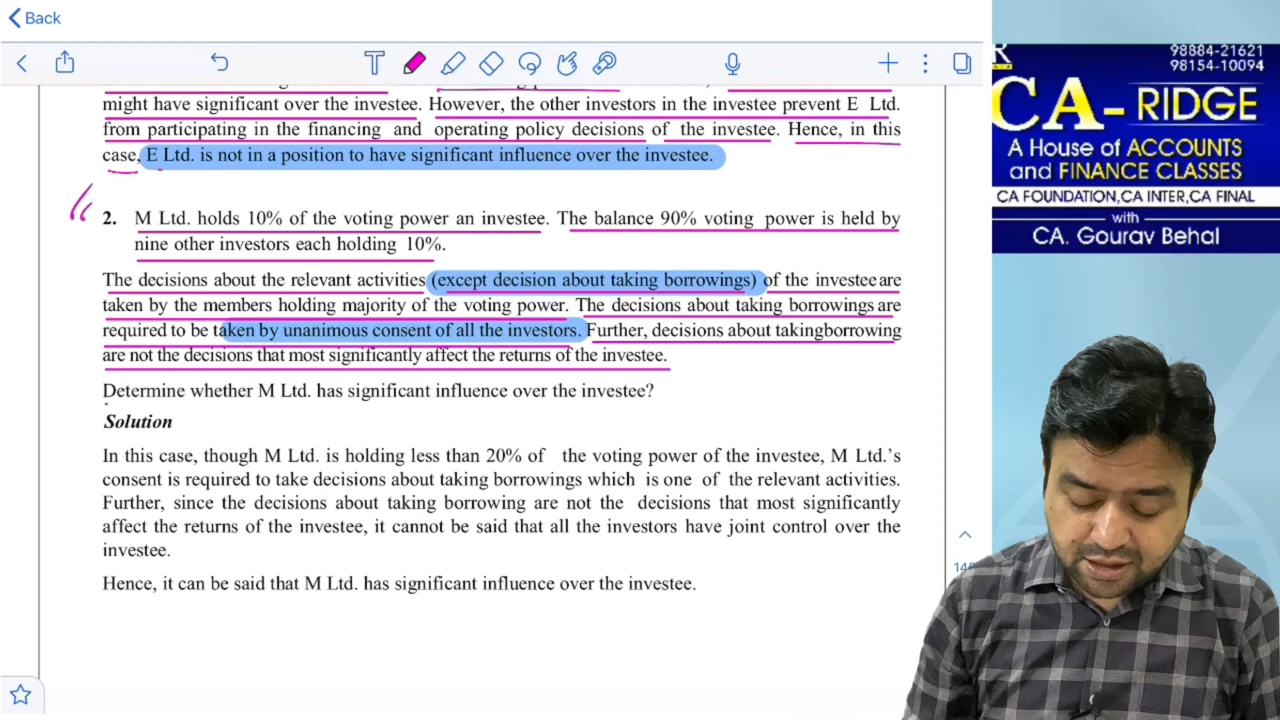 Back
T
might have significant over the investee. However, the other investors in the investee prevent E Ltd.
from participating in the financing and operating policy decisions of the investee. Hence, in this
case, E Ltd. is not in a position to have significant influence over the investee.
2. M Ltd. holds 10% of the voting power an investee. The balance 90% voting power is held by
nine other investors each holding 10%.
The decisions about the relevant activities (except decision about taking borrowings) of the investee are
taken by the members holding majority of the voting power. The decisions about taking borrowings are
required to be taken by unanimous consent of all the investors. Further, decisions about takingborrowing
are not the decisions that most significantly affect the returns of the investee.
Determine whether M Ltd. has significant influence over the investee?
Solution
In this case, though M Ltd. is holding less than 20% of the voting power of the investee, M Ltd.'s
consent is required to take decisions about taking borrowings which is one of the relevant activities.
Further, since the decisions about taking borrowing are not the decisions that most significantly
affect the returns of the investee, it cannot be said that all the investors have joint control over the
investee.
Hence, it can be said that M Ltd. has significant influence over the investee.
R
98884-21621
98154-10094
CA- RIDGE
A House of ACCOUNTS
and FINANCE CLASSES
CA FOUNDATION,CA INTER,CA FINAL
with
CA. Gourav Behal